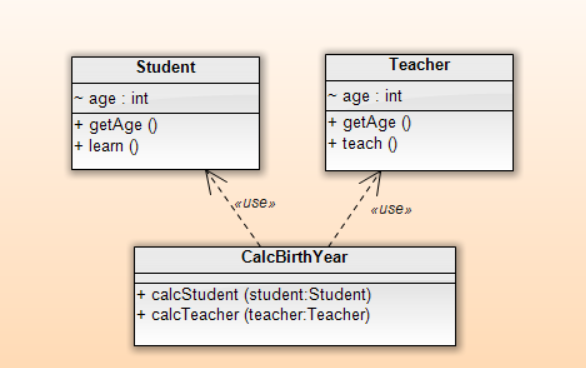 Student
~ age : int
+ getAge ()
+ learn ()
Teacher
~ age : int
+ getAge ()
+ teach ()
«use»
«use»
CalcBirthYear
+ calcStudent (student:Student)
+ calcTeacher (teacher:Teacher)